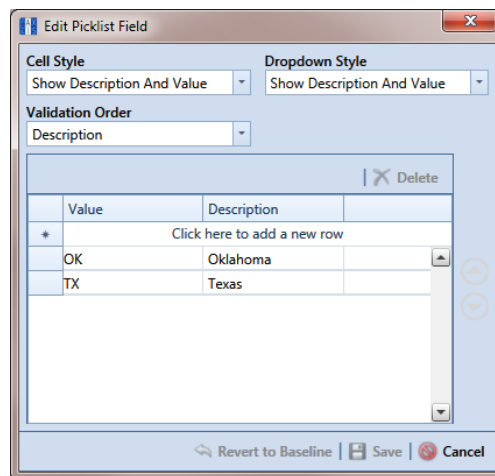 Edit Picklist Field
Cell Style Dropdown Style
Show Description And Value Show Description And Value
Validation Order
Description
Delete
Value Description
Click here to add a new row
OK Oklahoma
TX Texas
Revert to Baseline | Save | Cancel